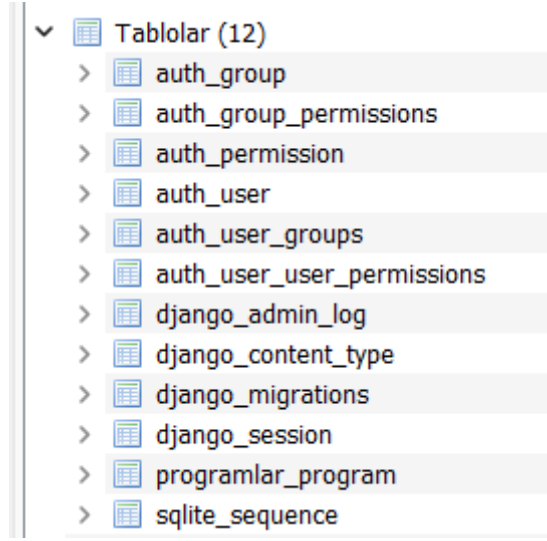 Tablolar (12)
auth_group
auth_group_permissions
auth_permission
auth_user
auth_user_groups
auth_user_user_permissions
django_admin_log
django_content_type
django_migrations
django_session
programlar_program
sqlite_sequence